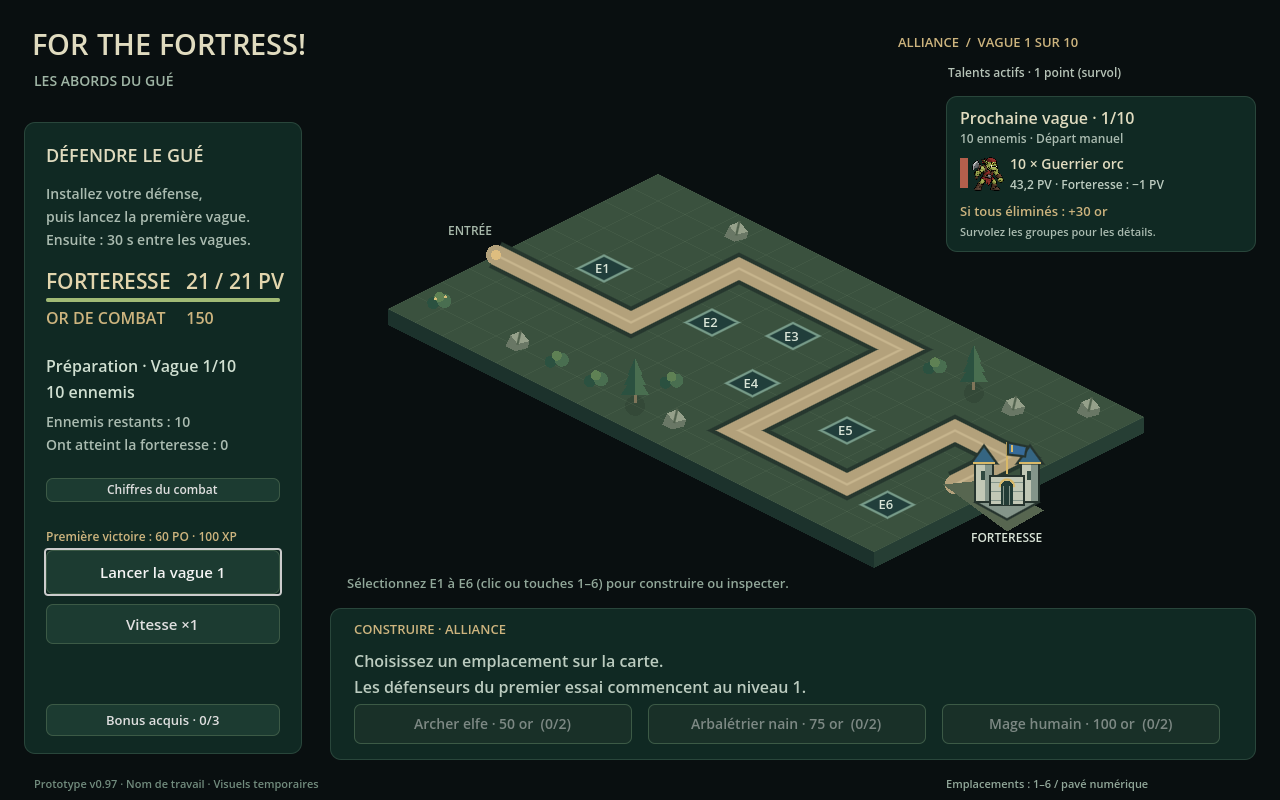 FOR THE FORTRESS!
LES ABORDS DU GUÉ
ALLIANCE / VAGUE 1 SUR 10
Talents actifs · 1 point (survol)
Prochaine vague · 1/10
10 ennemis · Départ manuel
10 × Guerrier orc
43,2 PV · Forteresse : −1 PV
Si tous éliminés : +30 or
Survolez les groupes pour les détails.
DÉFENDRE LE GUÉ
Installez votre défense,
puis lancez la première vague.
Ensuite : 30 s entre les vagues.
FORTERESSE 21 / 21 PV
OR DE COMBAT 150
Préparation · Vague 1/10
10 ennemis
Ennemis restants : 10
Ont atteint la forteresse : 0
Chiffres du combat
Première victoire : 60 PO · 100 XP
Lancer la vague 1
Vitesse ×1
Bonus acquis · 0/3
ENTRÉE
E1
E2
E3
E4
E5
E6
FORTERESSE
Sélectionnez E1 à E6 (clic ou touches 1–6) pour construire ou inspecter.
CONSTRUIRE · ALLIANCE
Choisissez un emplacement sur la carte.
Les défenseurs du premier essai commencent au niveau 1.
Archer elfe · 50 or (0/2)
Arbalétrier nain · 75 or (0/2)
Mage humain · 100 or (0/2)
Prototype v0.97 · Nom de travail · Visuels temporaires
Emplacements : 1–6 / pavé numérique